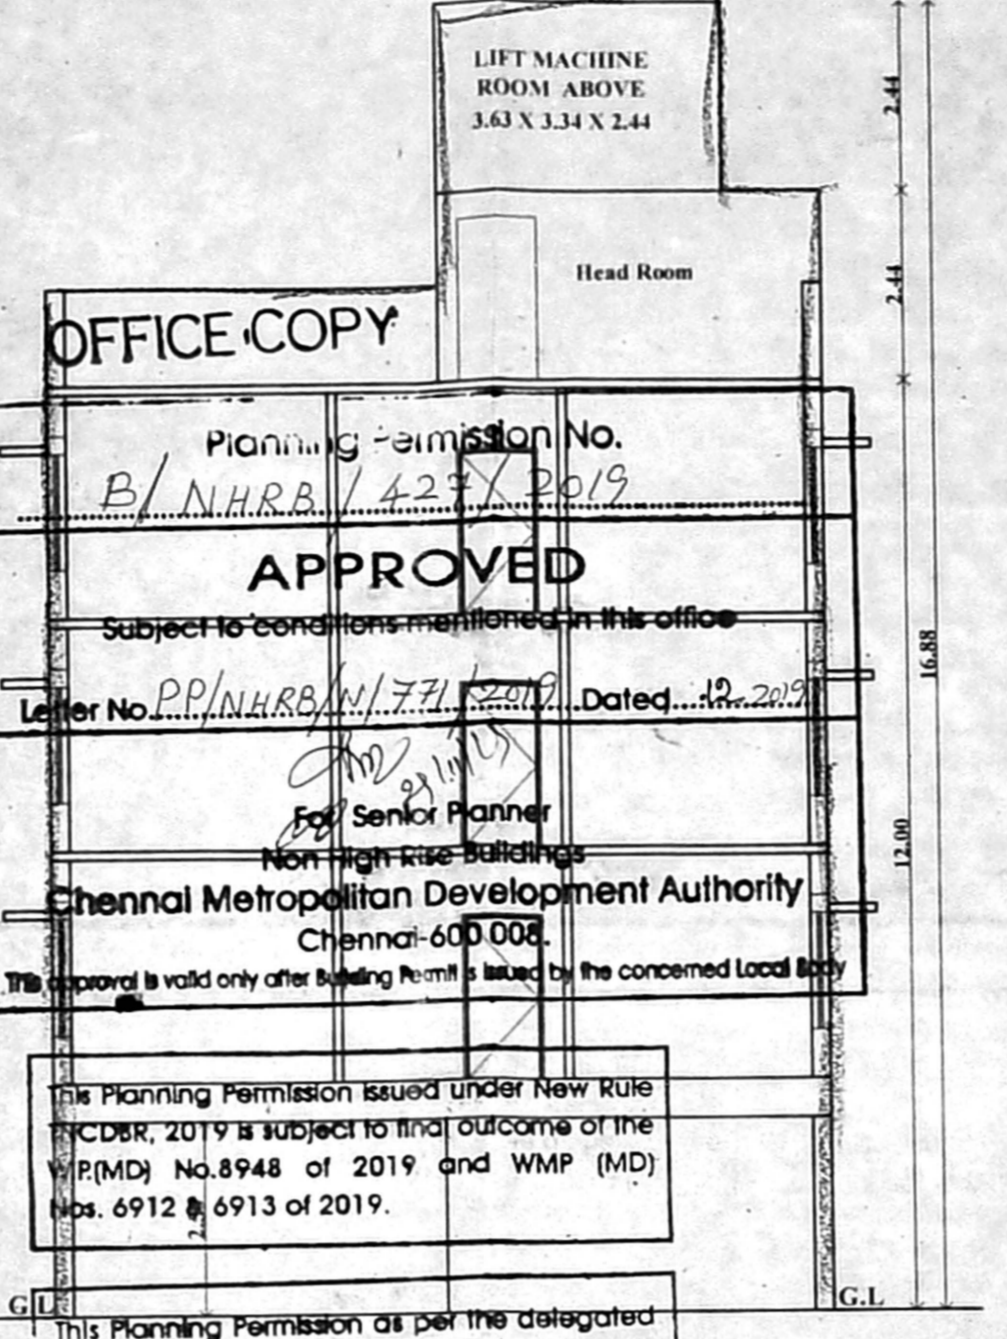 LIFT MACHINE
ROOM ABOVE
3.63 X 3.34 X 2.44
2.44
Head Room
2.44
OFFICE COPY
Planning Permission No.
B/ NHRB / 427/ 2019
APPROVED
Subject to conditions mentioned in this office
16.88
Letter No. PP/NHRB/N/771/2019 Dated .12.2019
For Senior Planner
12.00
Non High Rise Buildings
Chennai Metropolitan Development Authority
Chennai-600 008.
This approval is valid only after Building Permit is issued by the concerned Local Body
This Planning Permission issued under New Rule
TNCDBR, 2019 is subject to final outcome of the
W.P.(MD) No.8948 of 2019 and WMP (MD)
Nos. 6912 & 6913 of 2019.
G.L
G.L
This Planning Permission as per the delegated